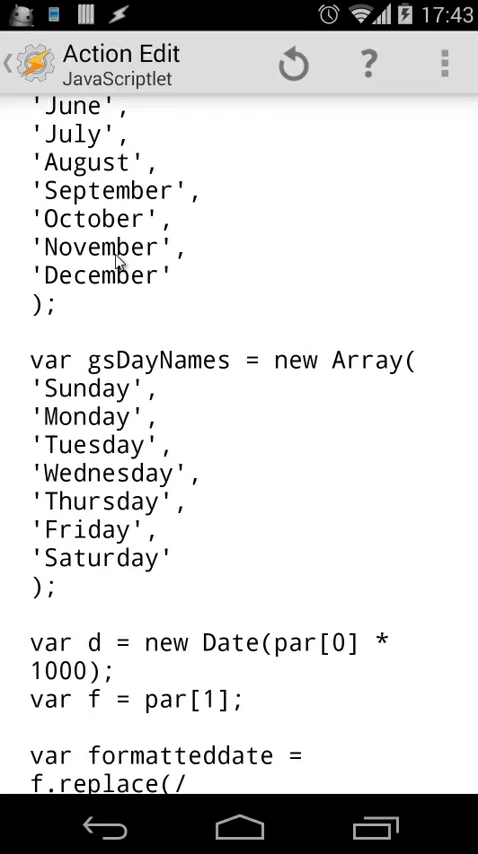 17:43
Action Edit
JavaScriptlet
'June',
'July',
'August',
'September',
'October',
'November',
'December'
);
var gsDayNames = new Array(
'Sunday',
'Monday',
'Tuesday',
'Wednesday',
'Thursday',
'Friday',
'Saturday'
);
var d = new Date(par[0] *
1000);
var f = par[1];
var formatteddate =
f.replace(/